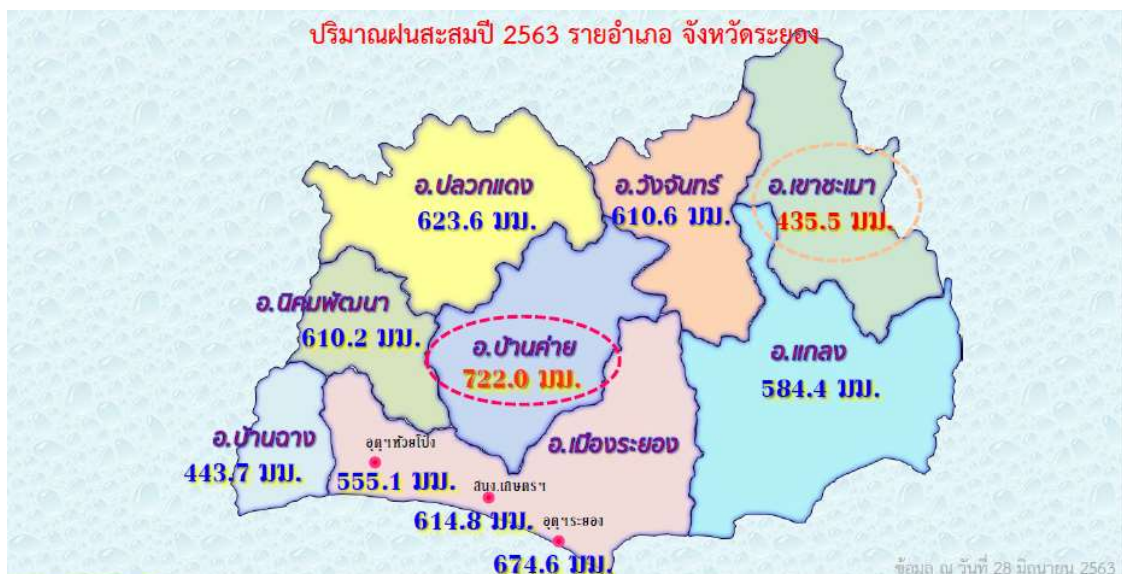 ปริมาณฝนสะสมปี 2563 รายอำเภอ จังหวัดระยอง
อ.ปลวกแดง
623.6 มม.
อ.วังจันทร์
610.6 มม.
อ.เขาชะเมา
435.5 มม.
อ.นิคมพัฒนา
610.2 มม.
อ.บ้านค่าย
722.0 มม.
อ.แกลง
584.4 มม.
อ.บ้านฉาง
443.7 มม.
อุตุฯห้วยโป่ง
555.1 มม.
อ.เมืองระยอง
สนง.เกษตรฯ
614.8 มม.
อุตุฯระยอง
674.6 มม.
ข้อมูล ณ วันที่ 28 มิถุนายน 2563